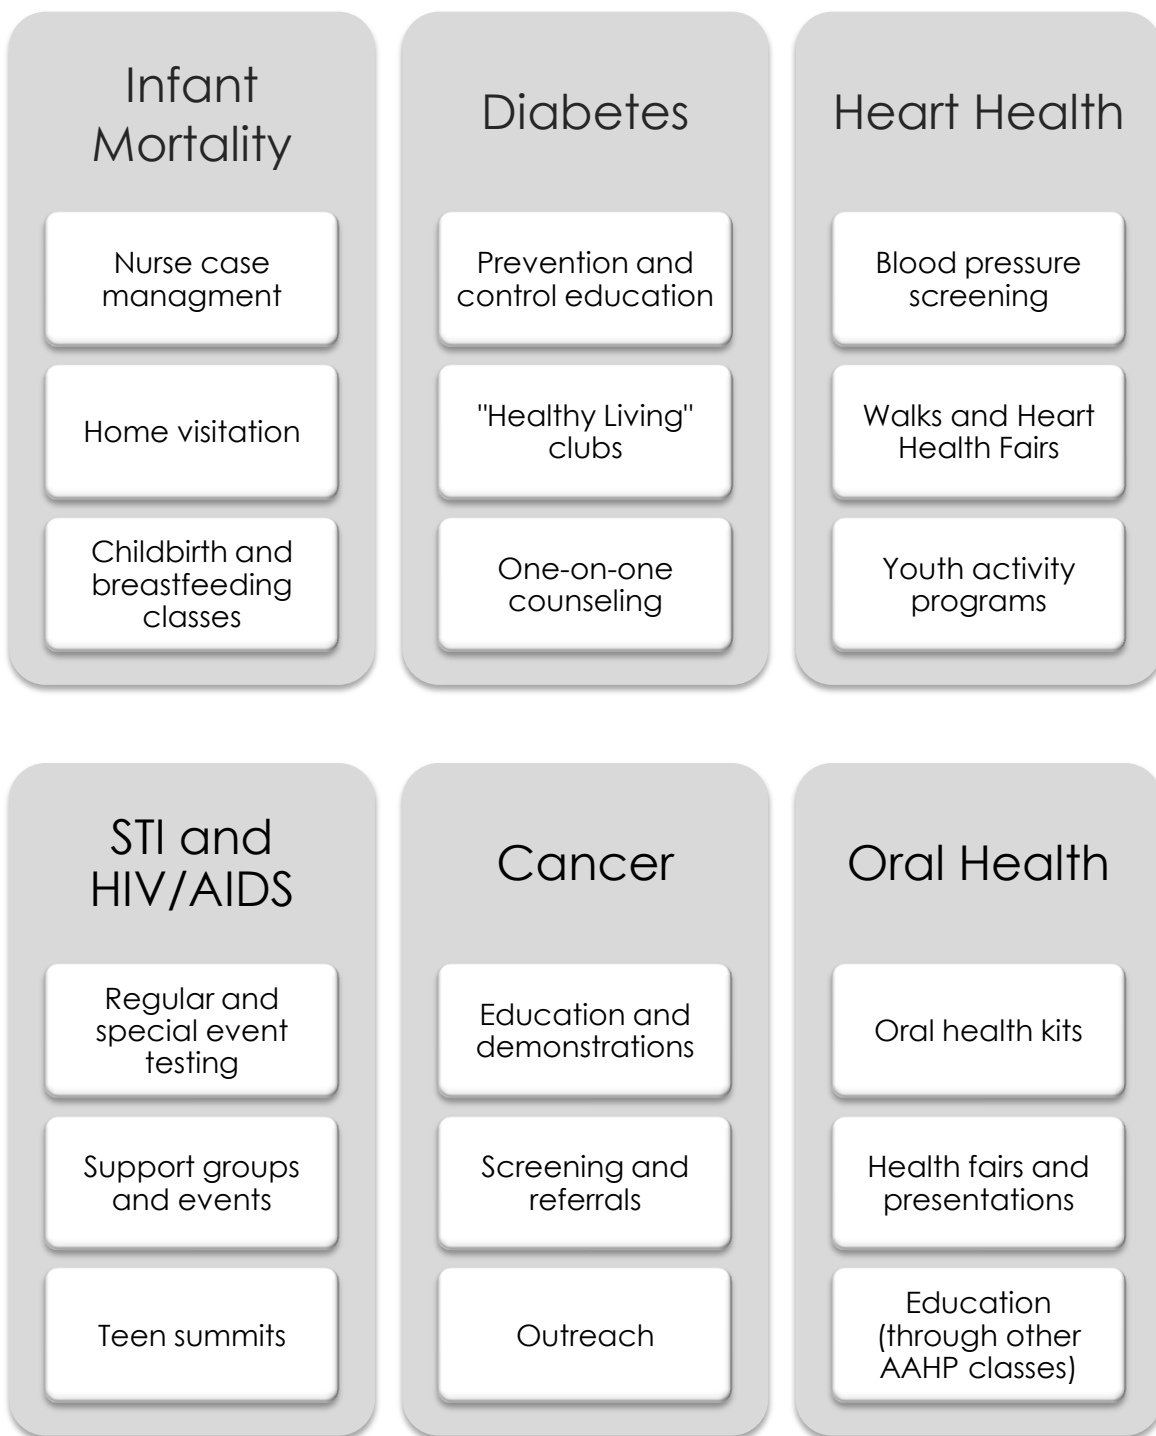 Infant
Mortality
Nurse case
managment
Home visitation
Childbirth and
breastfeeding
classes
Diabetes
Prevention and
control education
"Healthy Living"
clubs
One-on-one
counseling
Heart Health
Blood pressure
screening
Walks and Heart
Health Fairs
Youth activity
programs
STI and
HIV/AIDS
Regular and
special event
testing
Support groups
and events
Teen summits
Cancer
Education and
demonstrations
Screening and
referrals
Outreach
Oral Health
Oral health kits
Health fairs and
presentations
Education
(through other
AAHP classes)